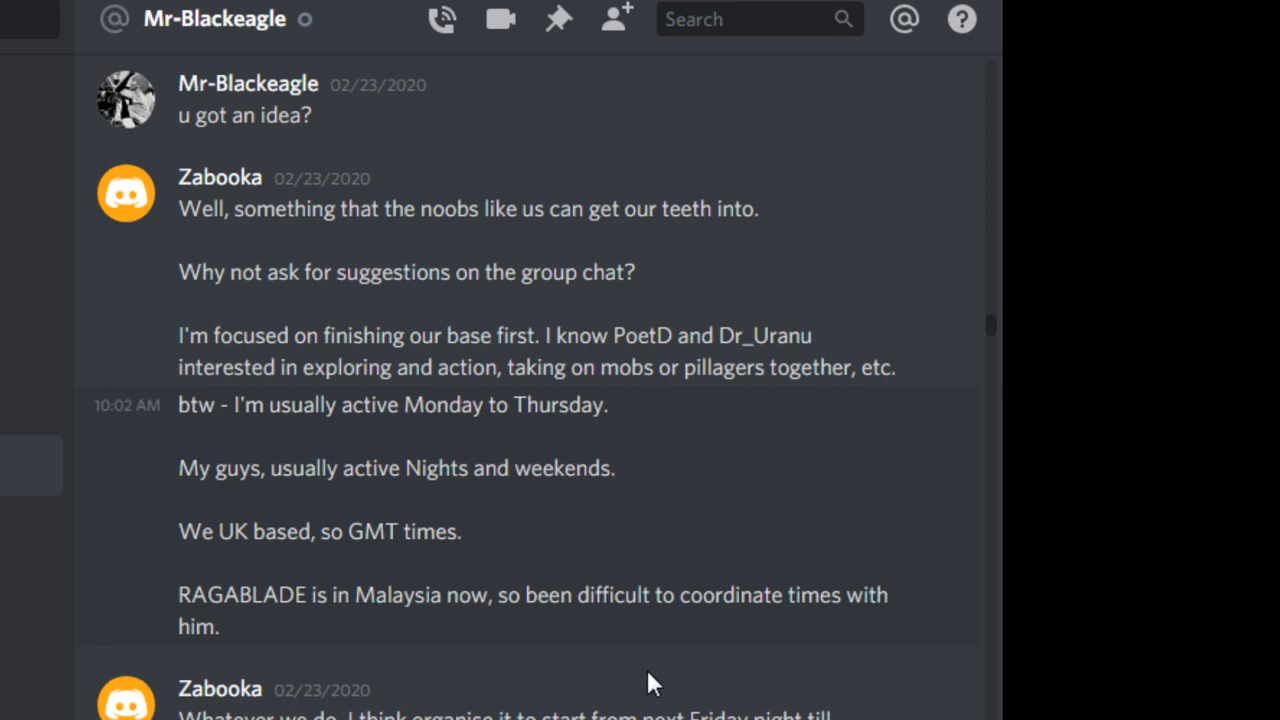 @ Mr-Blackeagle
Search
Mr-Blackeagle 02/23/2020
u got an idea?
Zabooka 02/23/2020
Well, something that the noobs like us can get our teeth into.
Why not ask for suggestions on the group chat?
I'm focused on finishing our base first. I know PoetD and Dr_Uranu
interested in exploring and action, taking on mobs or pillagers together, etc.
10:02 AM btw - I'm usually active Monday to Thursday.
My guys, usually active Nights and weekends.
We UK based, so GMT times.
RAGABLADE is in Malaysia now, so been difficult to coordinate times with
him.
Zabooka 02/23/2020
Whatever we do, I think organise it to start from next Friday night till